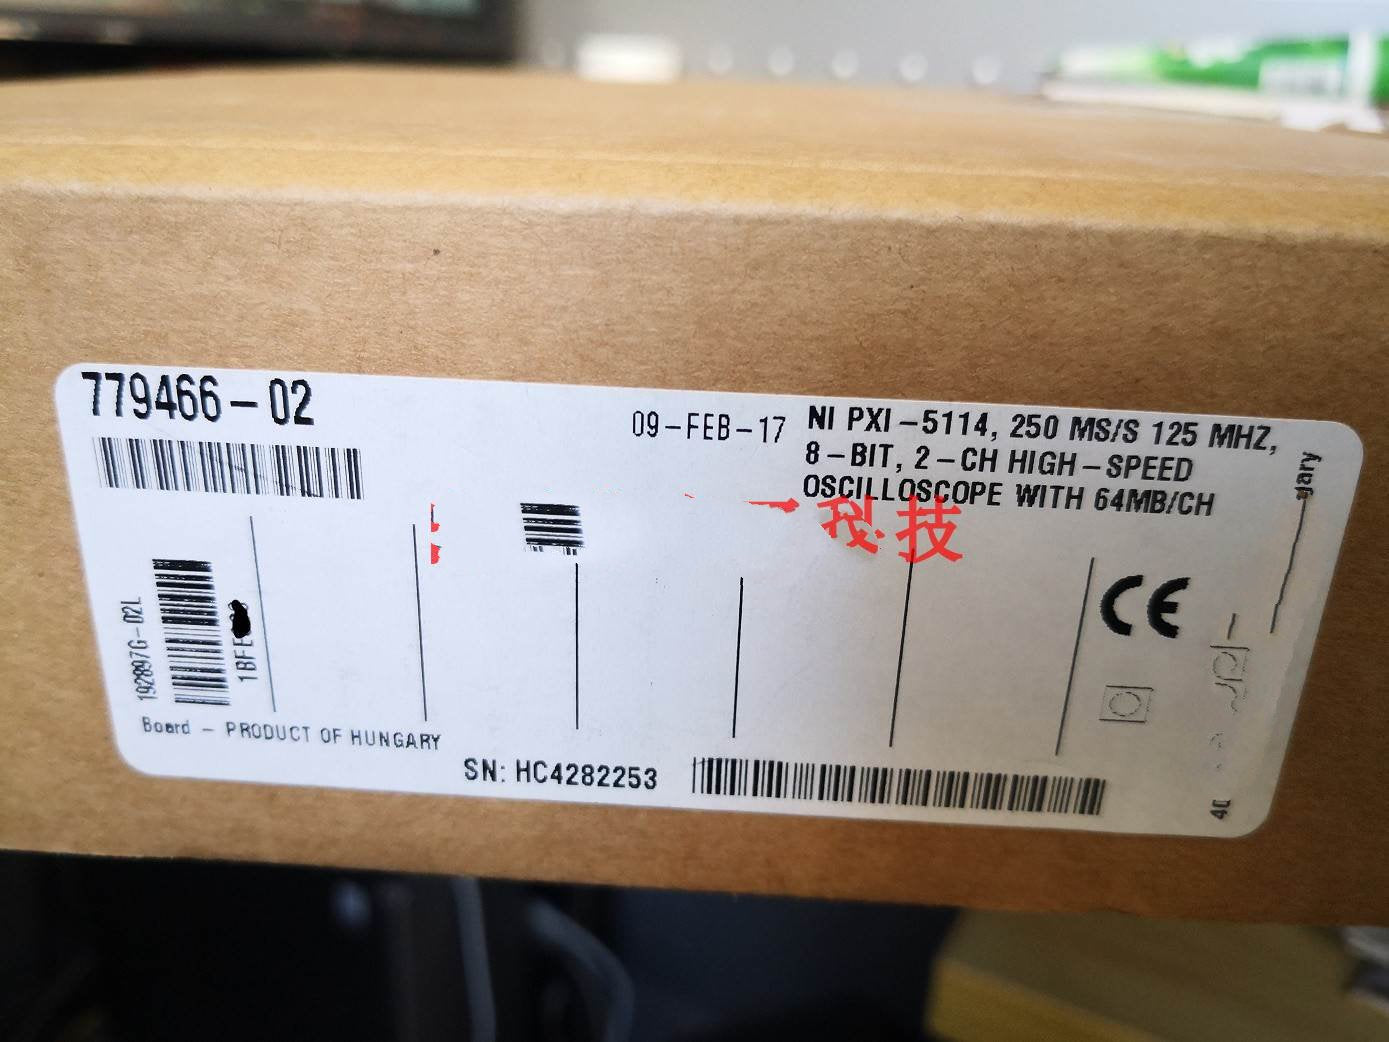 779466-02
09-FEB-17
NI PXI-5114, 250 MS/S 125 MHZ,
8-BIT, 2-CH HIGH-SPEED
OSCILLOSCOPE WITH 64MB/CH
科技
gary
192897G-02L
CE
Board - PRODUCT OF HUNGARY
SN: HC4282253